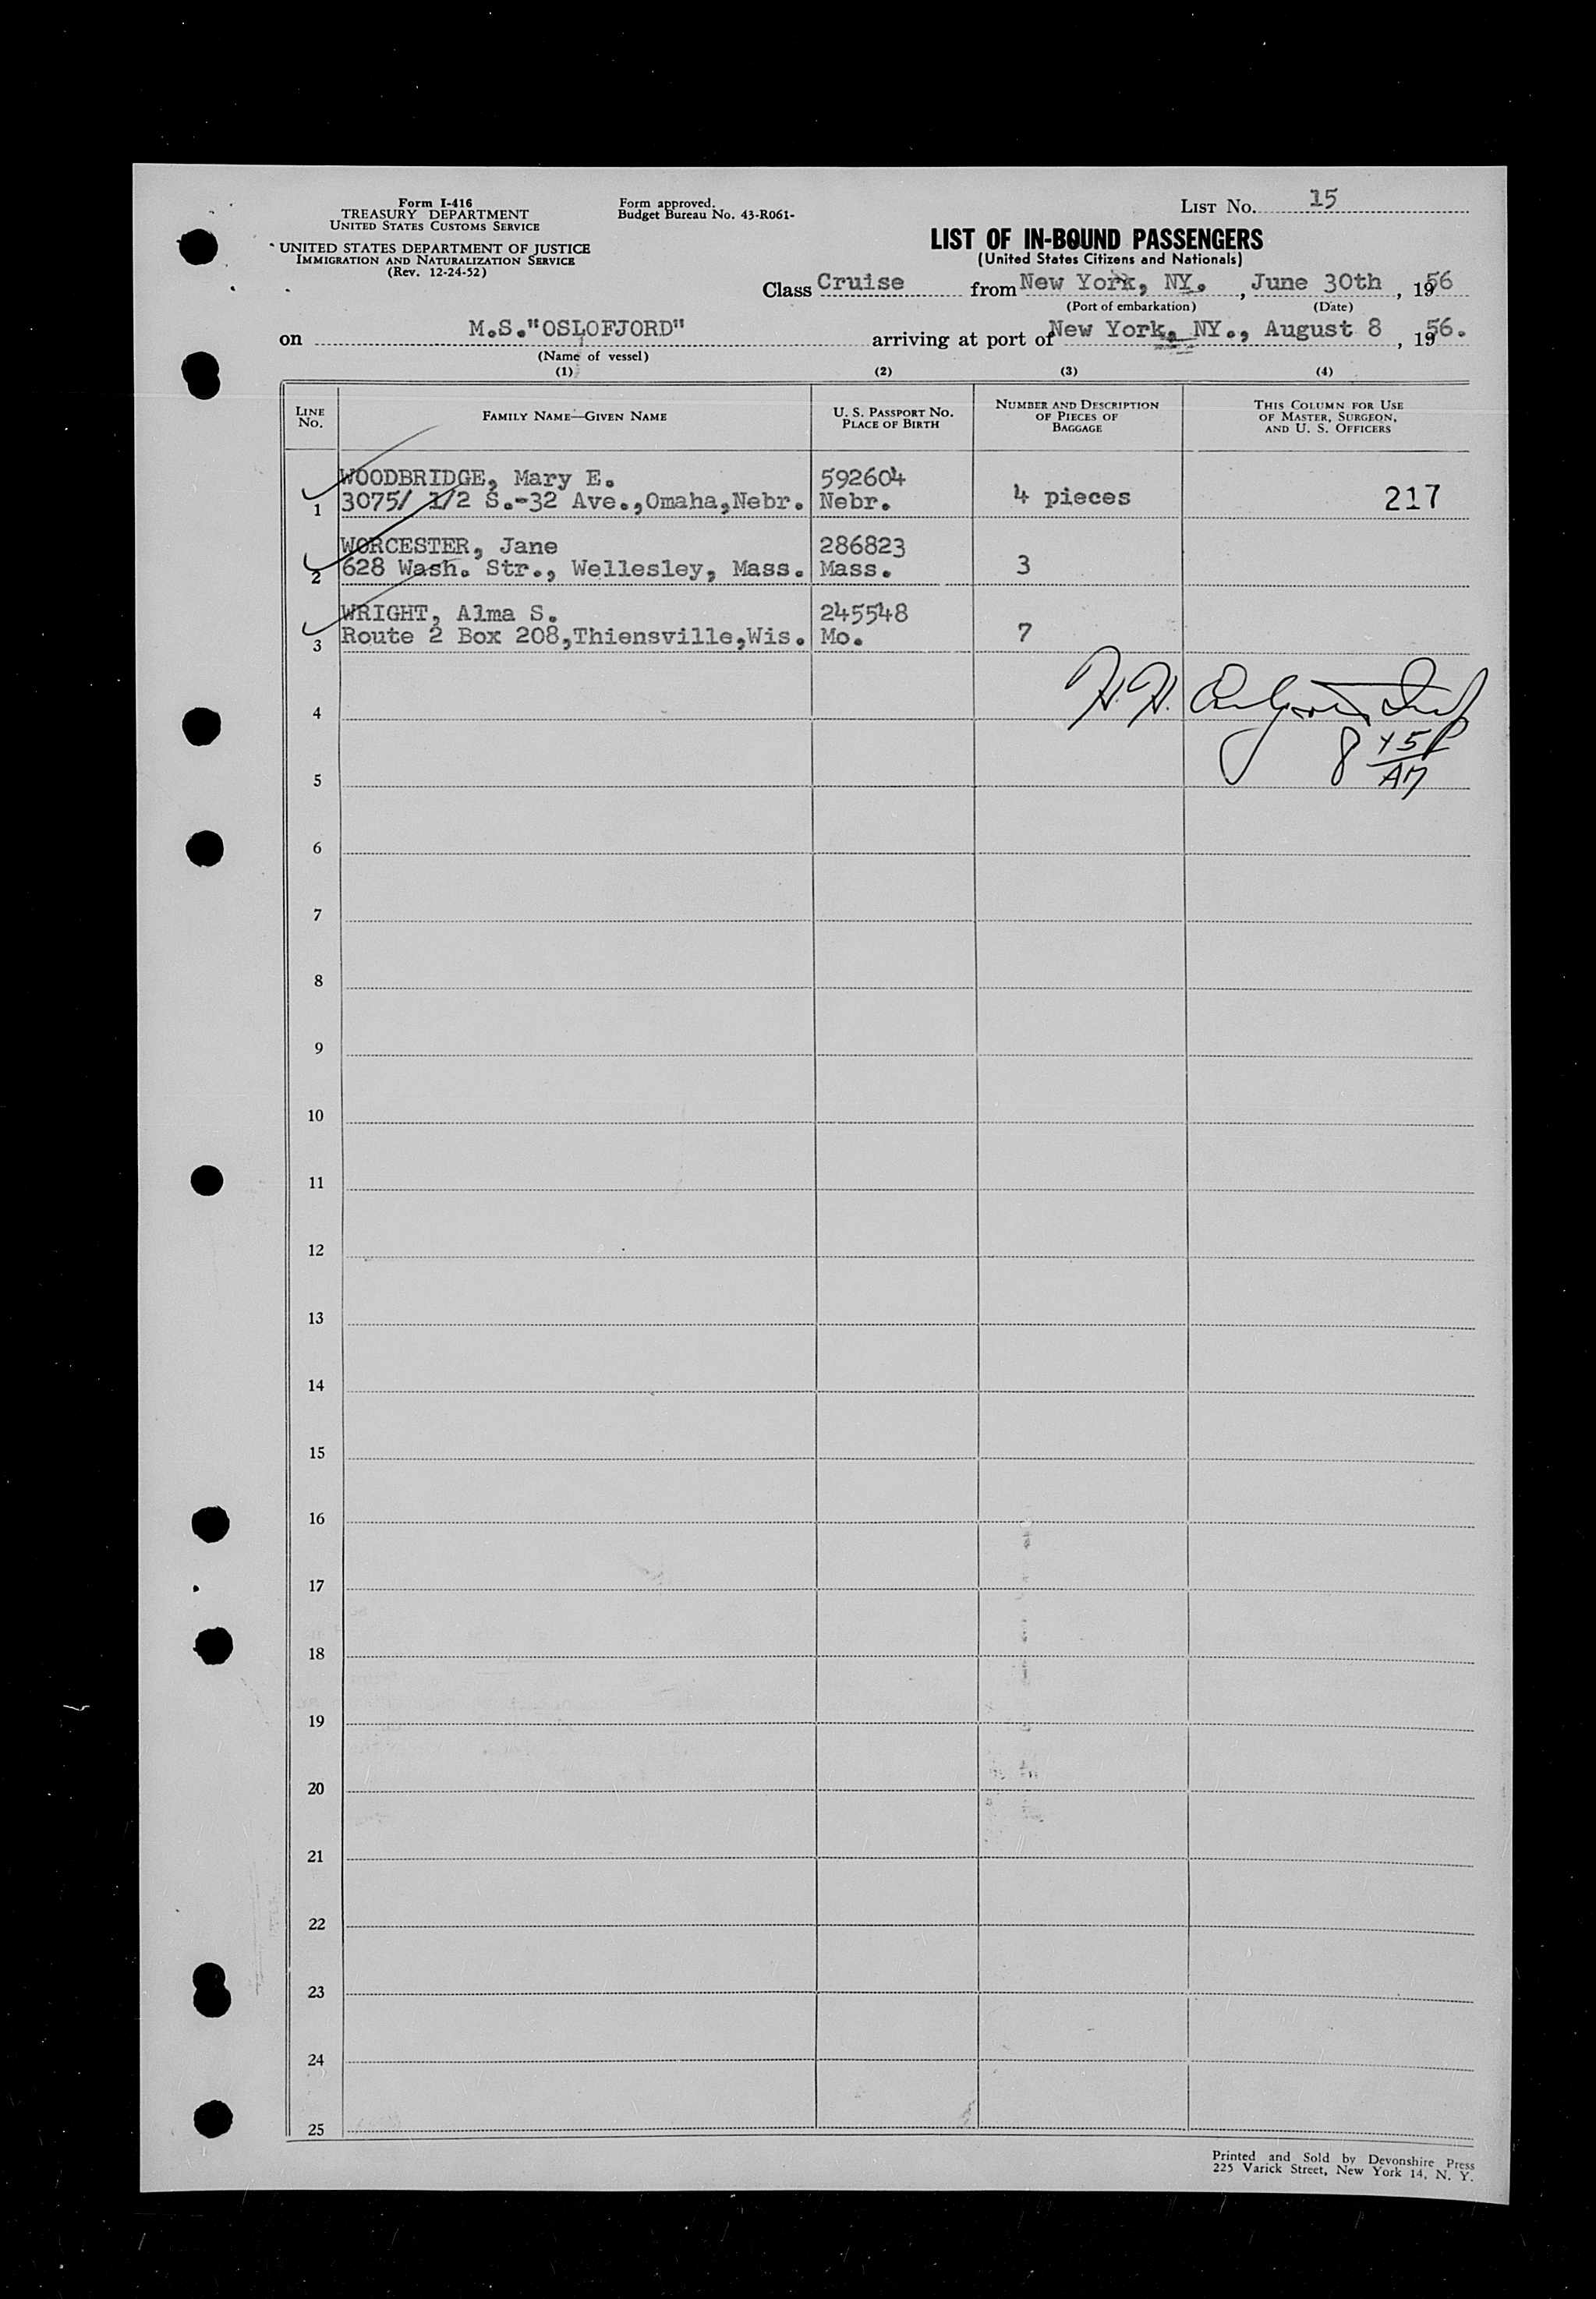 Form I-416
TREASURY DEPARTMENT
UNITED STATES CUSTOMS SERVICE
UNITED STATES DEPARTMENT OF JUSTICE
IMMIGRATION AND NATURALIZATION SERVICE
(Rev. 12-24-52)
Form approved.
Budget Bureau No. 43-R061-
LIST No. 15
LIST OF IN-BOUND PASSENGERS
(United States Citizens and Nationals)
Class Cruise from New York, NY. , June 30th , 1956
(Port of embarkation) (Date)
on M.S."OSLOFJORD" arriving at port of New York, NY., August 8 , 1956.
(Name of vessel)
(1) (2) (3) (4)
LINE No. FAMILY NAME—GIVEN NAME U. S. PASSPORT No. PLACE OF BIRTH NUMBER AND DESCRIPTION OF PIECES OF BAGGAGE THIS COLUMN FOR USE OF MASTER, SURGEON, AND U. S. OFFICERS
WOODBRIDGE, Mary E. 592604
1 3075/ 1/2 S.-32 Ave.,Omaha,Nebr. Nebr. 4 pieces 217
WORCESTER, Jane 286823
2 628 Wash. Str., Wellesley, Mass. Mass. 3
WRIGHT, Alma S. 245548
3 Route 2 Box 208,Thiensville,Wis. Mo. 7
4 H. H.
8 45/AM
5
6
7
8
9
10
11
12
13
14
15
16
17
18
19
20
21
22
23
24
25
Printed and Sold by Devonshire Press
225 Varick Street, New York 14, N. Y.